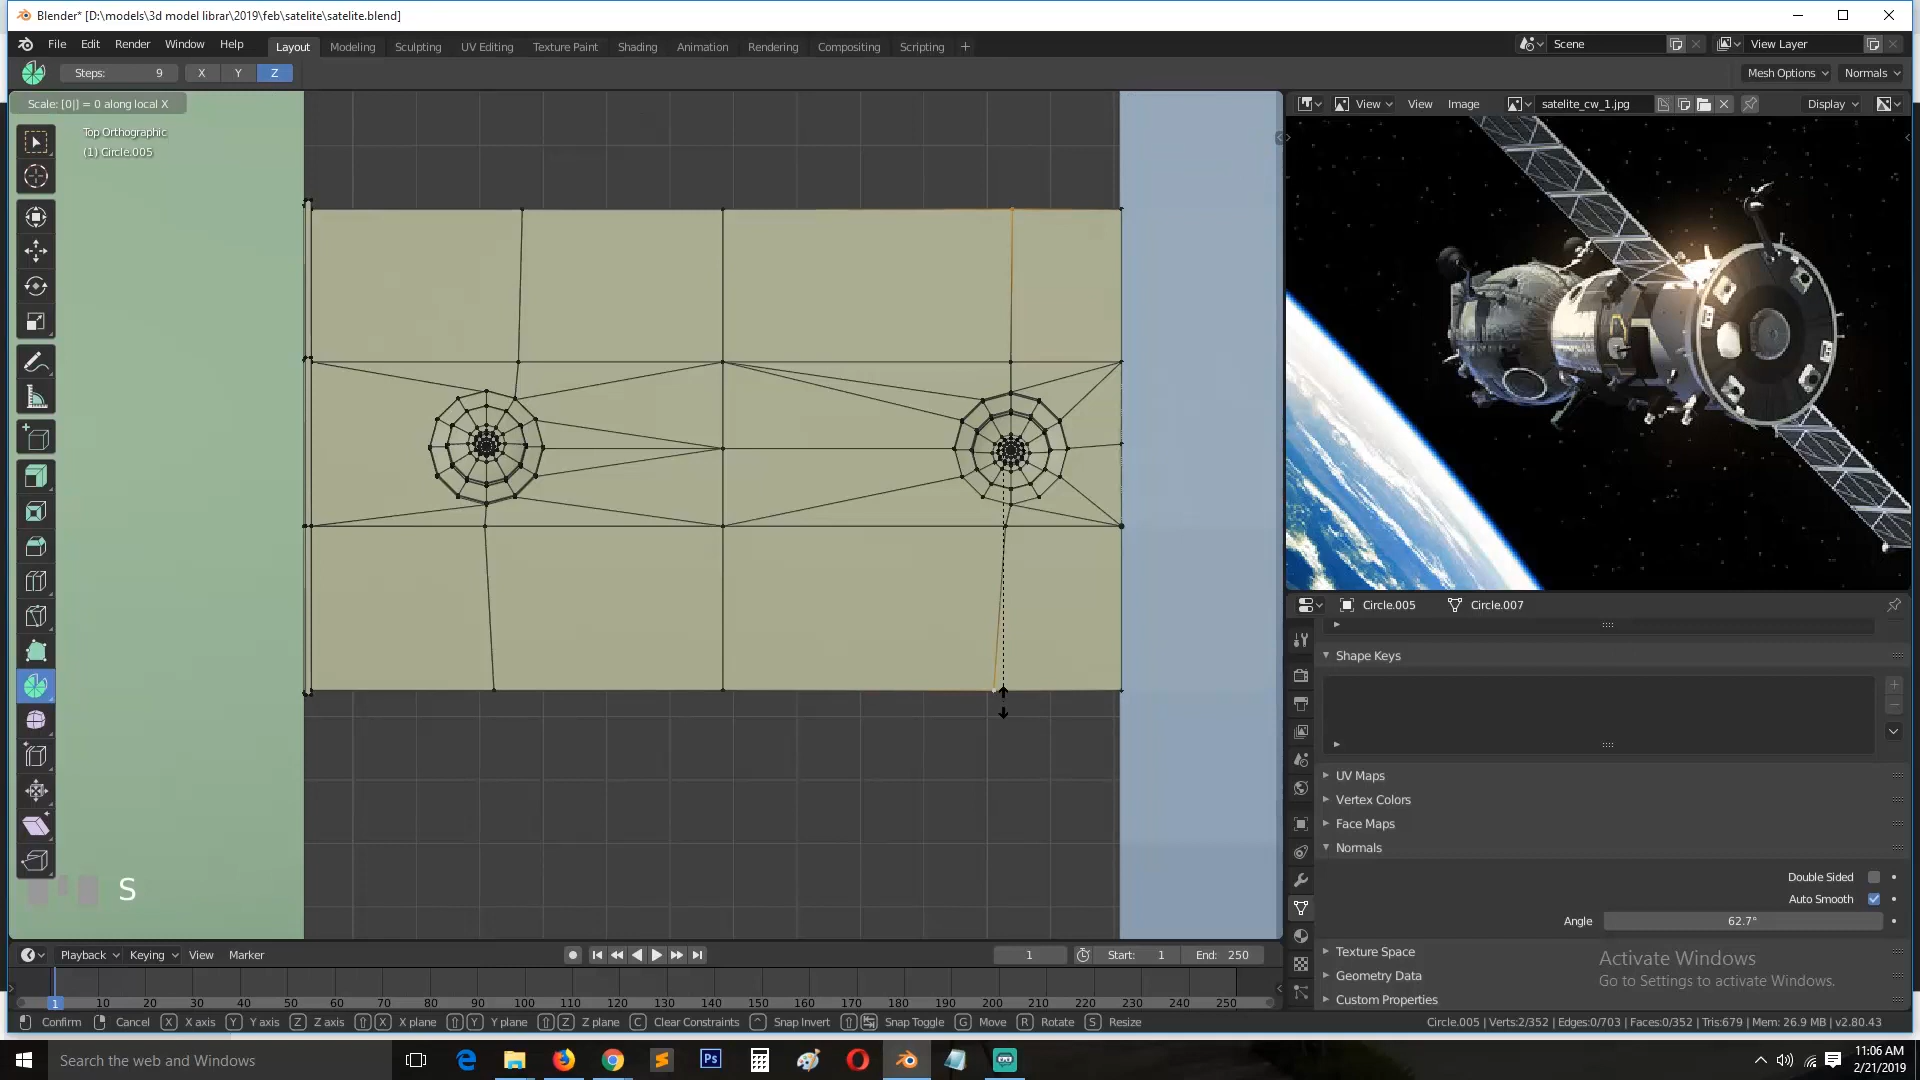 Blender* [D:\models\3d model librar\2019\feb\satelite\satelite.blend]
File Edit Render Window Help Layout Modeling Sculpting UV Editing Texture Paint Shading Animation Rendering Compositing Scripting + Scene View Layer
Steps: 9 X Y Z Mesh Options Normals
Scale: [0|] = 0 along local X
View View Image satelite_cw_1.jpg Display
Top Orthographic
(1) Circle.005
Circle.005 Circle.007
Shape Keys
UV Maps
Vertex Colors
Face Maps
Normals
Double Sided
Auto Smooth
Angle 62.7°
S
Texture Space
Geometry Data
Custom Properties
Activate Windows
Go to Settings to activate Windows.
Playback Keying View Marker 1 Start: 1 End: 250
1 10 20 30 40 50 60 70 80 90 100 110 120 130 140 150 160 170 180 190 200 210 220 230 240 250
Confirm Cancel X X axis Y Y axis Z Z axis X X plane Y Y plane Z Z plane C Clear Constraints Snap Invert Snap Toggle G Move R Rotate S Resize Circle.005 | Verts:2/352 | Edges:0/703 | Faces:0/352 | Tris:679 | Mem: 26.9 MB | v2.80.43
Search the web and Windows
Ps
11:06 AM
2/21/2019